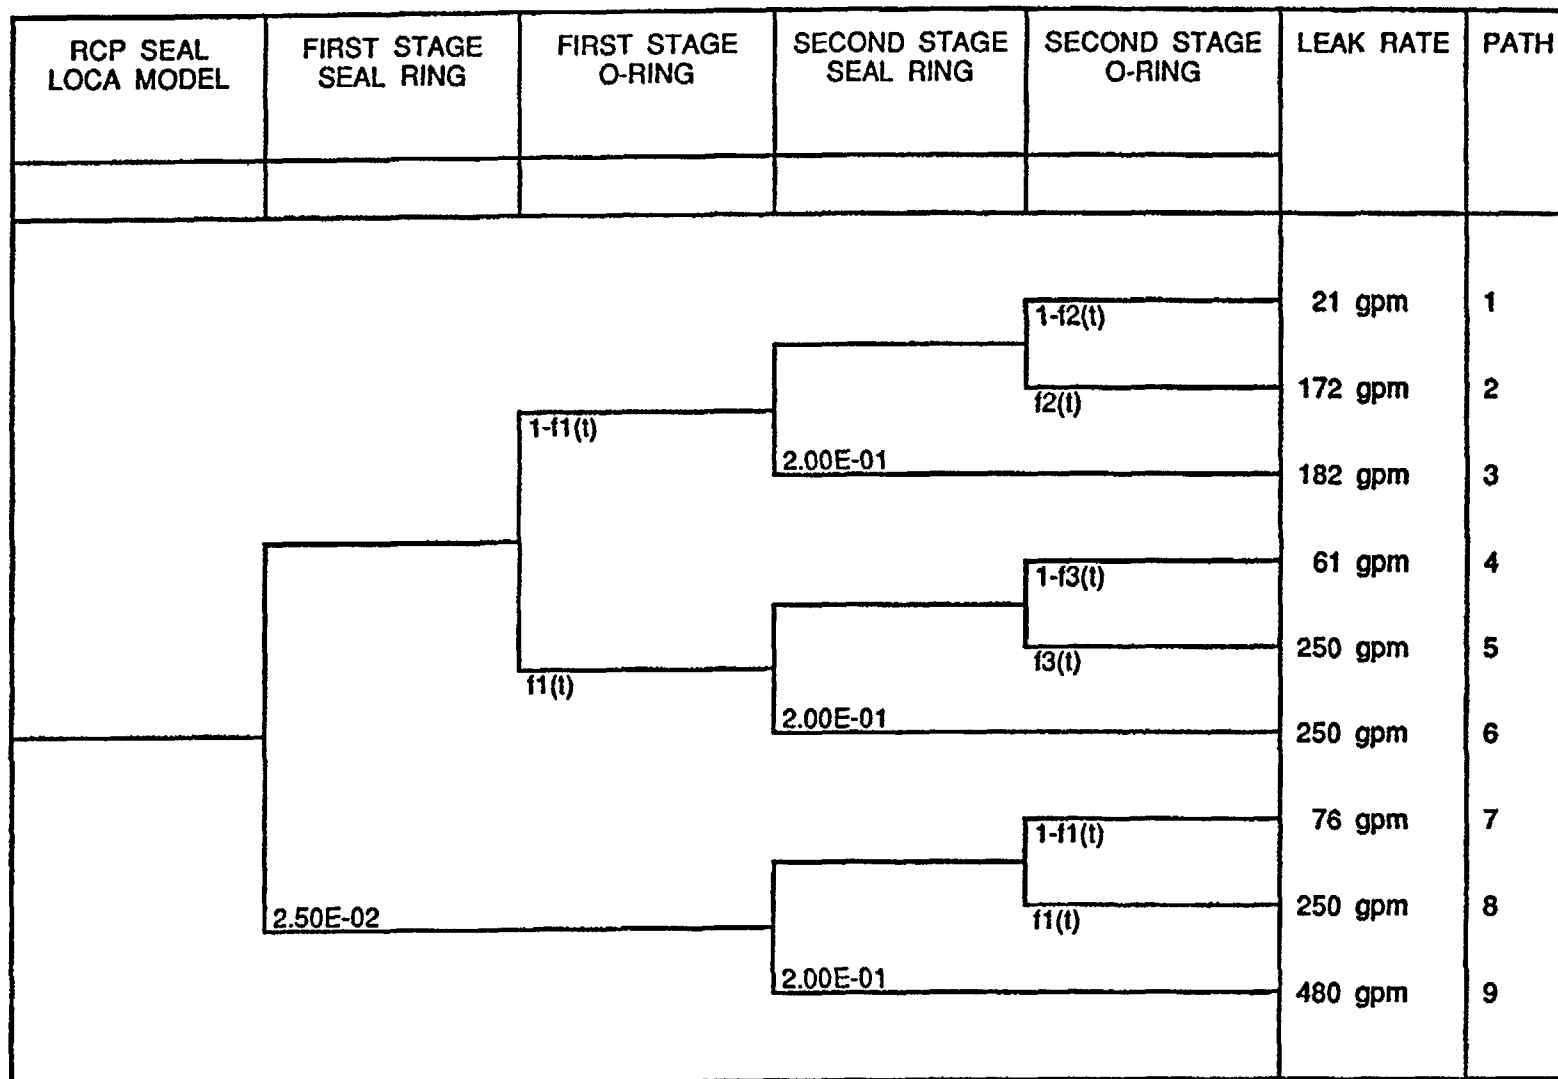 RCP SEAL
LOCA MODEL
FIRST STAGE
SEAL RING
FIRST STAGE
O-RING
SECOND STAGE
SEAL RING
SECOND STAGE
O-RING
LEAK RATE
PATH
21 gpm 1
1-f2(t)
172 gpm 2
f2(t)
1-f1(t)
2.00E-01
182 gpm 3
61 gpm 4
1-f3(t)
250 gpm 5
f3(t)
f1(t)
2.00E-01
250 gpm 6
76 gpm 7
1-f1(t)
250 gpm 8
f1(t)
2.50E-02
2.00E-01
480 gpm 9